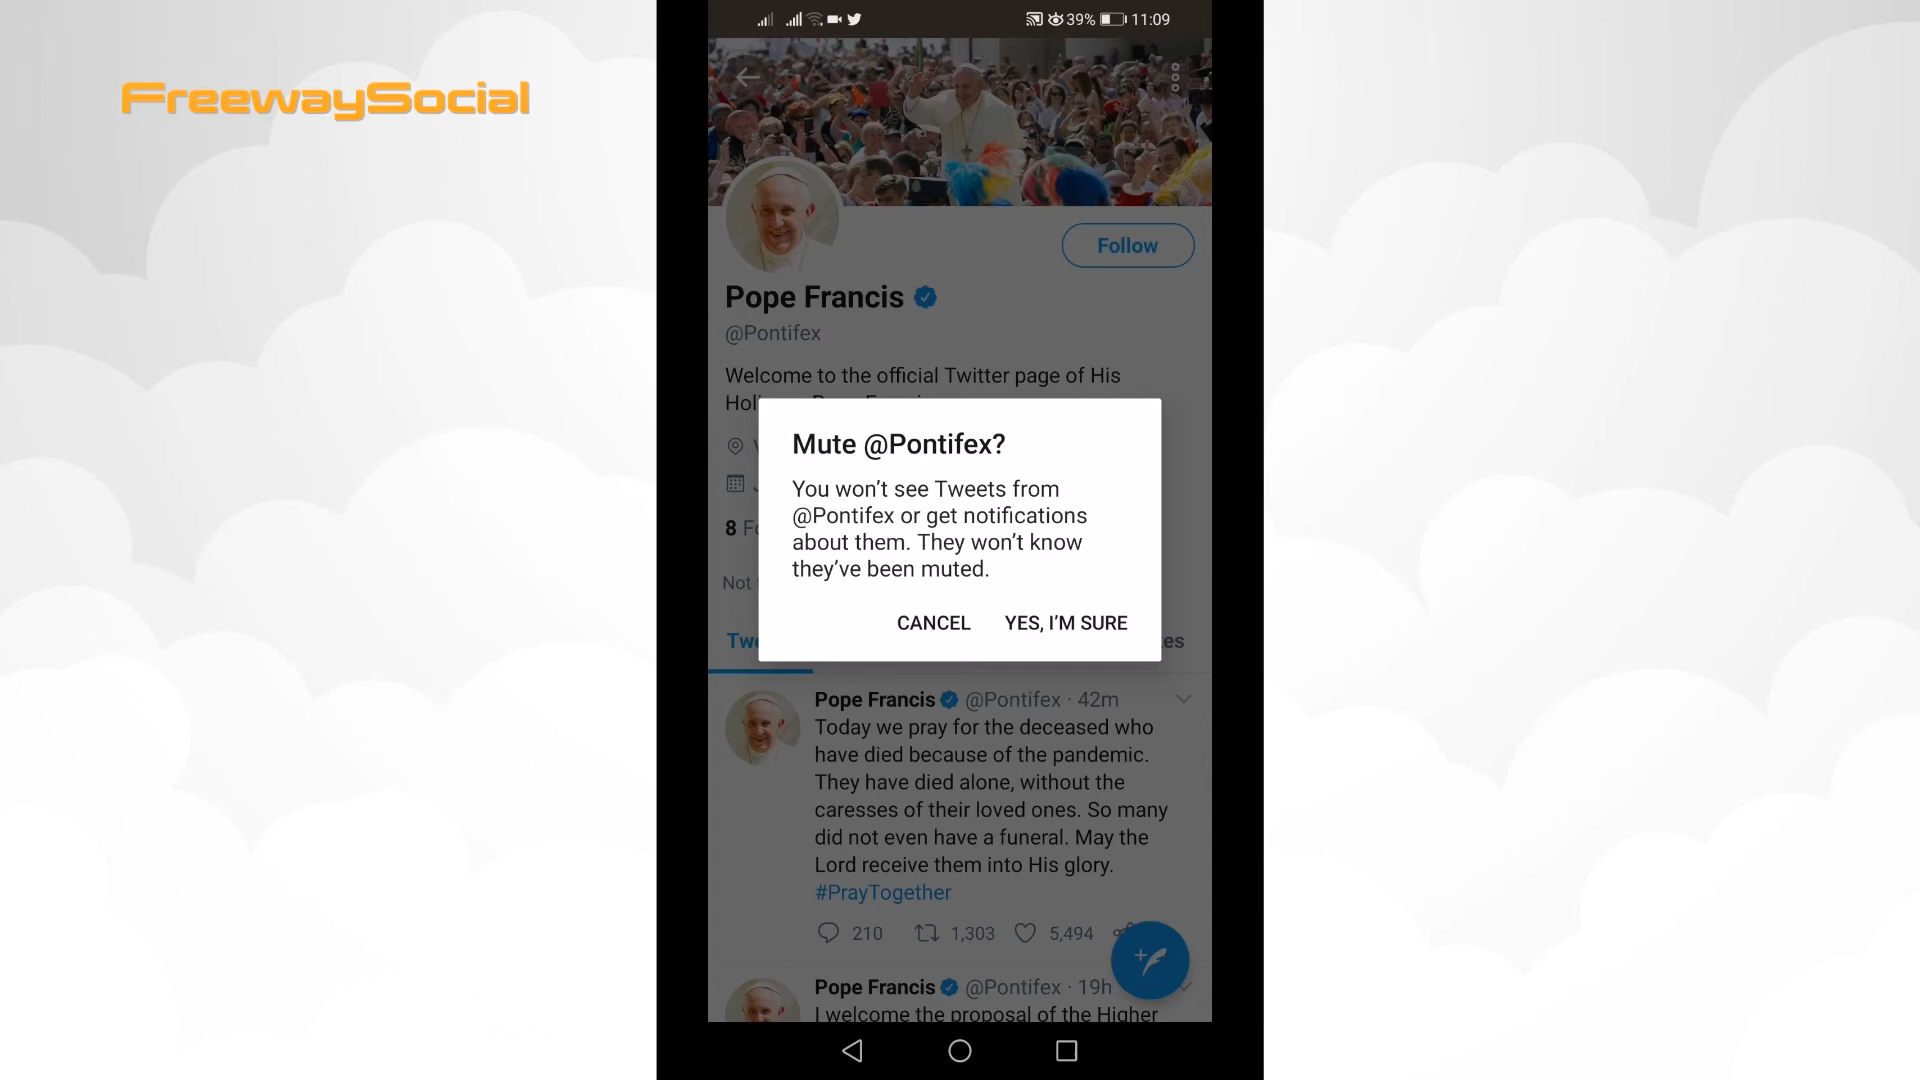 FreewaySocial
39% 11:09
Follow
Pope Francis
@Pontifex
Welcome to the official Twitter page of His
Mute @Pontifex?
You won't see Tweets from
@Pontifex or get notifications
about them. They won't know
they've been muted.
CANCEL YES, I'M SURE
8
Not
Pope Francis @Pontifex · 42m
Today we pray for the deceased who
have died because of the pandemic.
They have died alone, without the
caresses of their loved ones. So many
did not even have a funeral. May the
Lord receive them into His glory.
#PrayTogether
210 1,303 5,494
Pope Francis @Pontifex · 19h
I welcome the proposal of the Higher